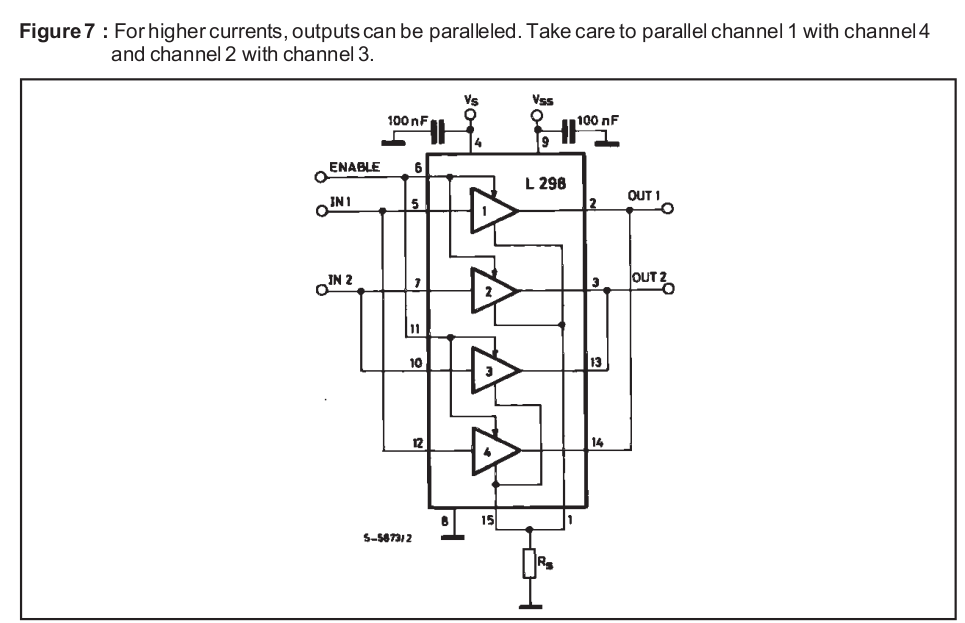 Figure 7 : For higher currents, outputs can be paralleled. Take care to parallel channel 1 with channel 4
and channel 2 with channel 3.
Vs
Vss
100 nF
100 nF
4
9
ENABLE
6
L 298
IN 1
5
1
2
OUT 1
IN 2
7
2
3
OUT 2
11
10
3
13
12
4
14
8
15
1
S-5873/2
Rs